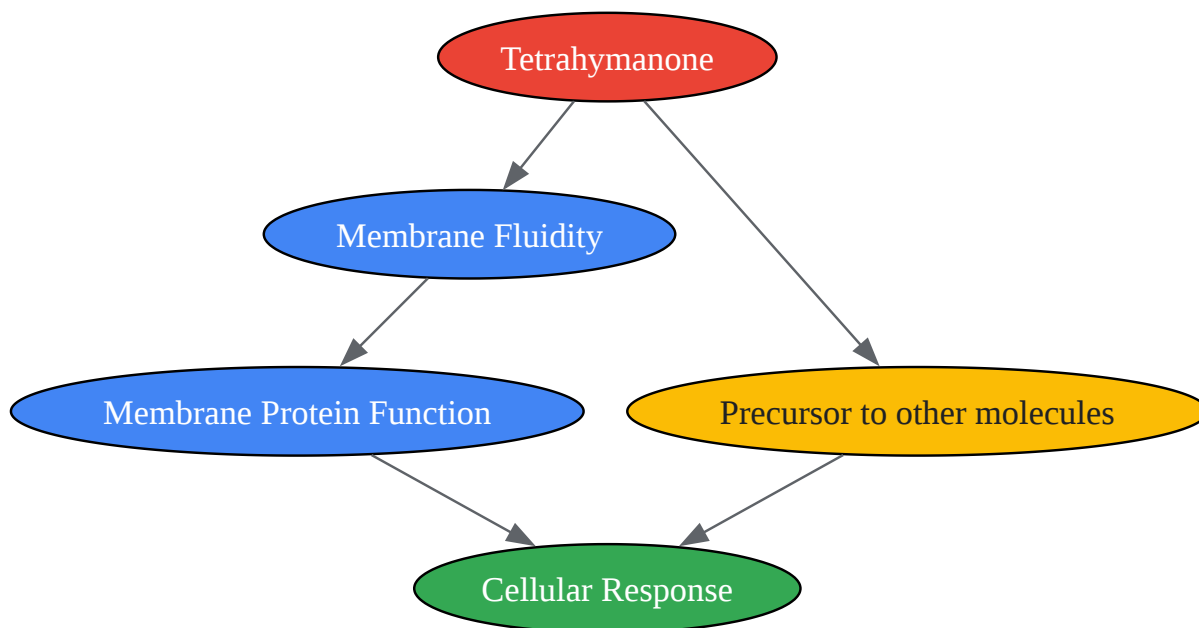 Tetrahymanone
Membrane Fluidity
Membrane Protein Function
Precursor to other molecules
Cellular Response